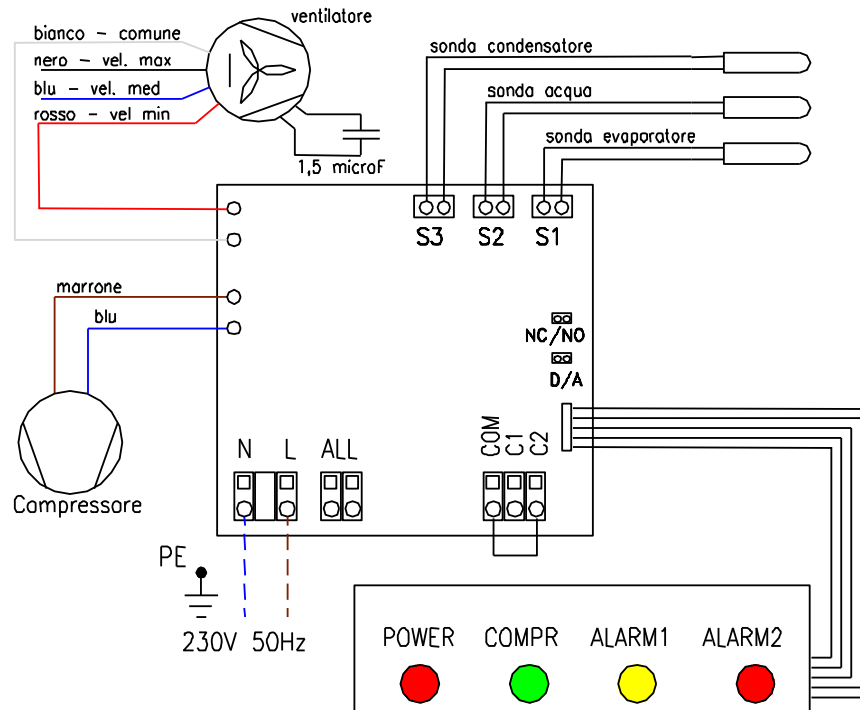 ventilatore
bianco - comune
nero - vel. max
blu - vel. med
rosso - vel min
1,5 microF
sonda condensatore
sonda acqua
sonda evaporatore
S3 S2 S1
marrone
blu
NC/NO
D/A
Compressore
N L ALL
COM C1 C2
PE
230V 50Hz
POWER COMPR ALARM1 ALARM2